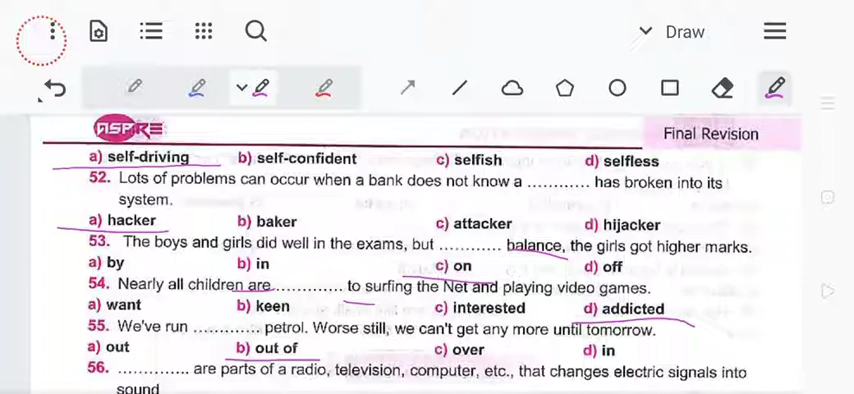 Draw
ASPIRE
Final Revision
a) self-driving b) self-confident c) selfish d) selfless
52. Lots of problems can occur when a bank does not know a ............ has broken into its
system.
a) hacker b) baker c) attacker d) hijacker
53. The boys and girls did well in the exams, but ........... balance, the girls got higher marks.
a) by b) in c) on d) off
54. Nearly all children are............. to surfing the Net and playing video games.
a) want b) keen c) interested d) addicted
55. We've run ............ petrol. Worse still, we can't get any more until tomorrow.
a) out b) out of c) over d) in
56. ............. are parts of a radio, television, computer, etc., that changes electric signals into
sound